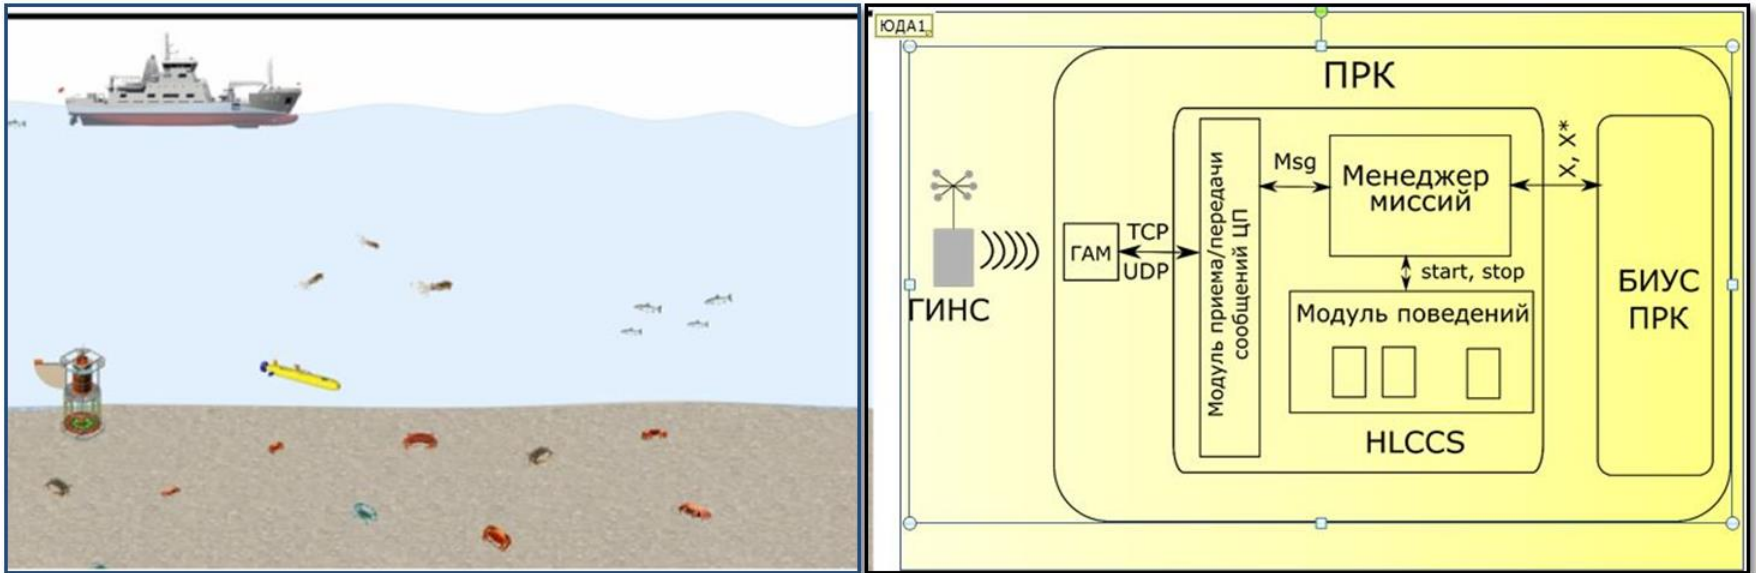 ЮДА1
ПРК
Модуль приема/передачи
сообщений ЦП
Msg
Менеджер
миссий
X, X*
ГАМ
TCP
UDP
start, stop
ГИНС
Модуль поведений
БИУС
ПРК
HLCCS